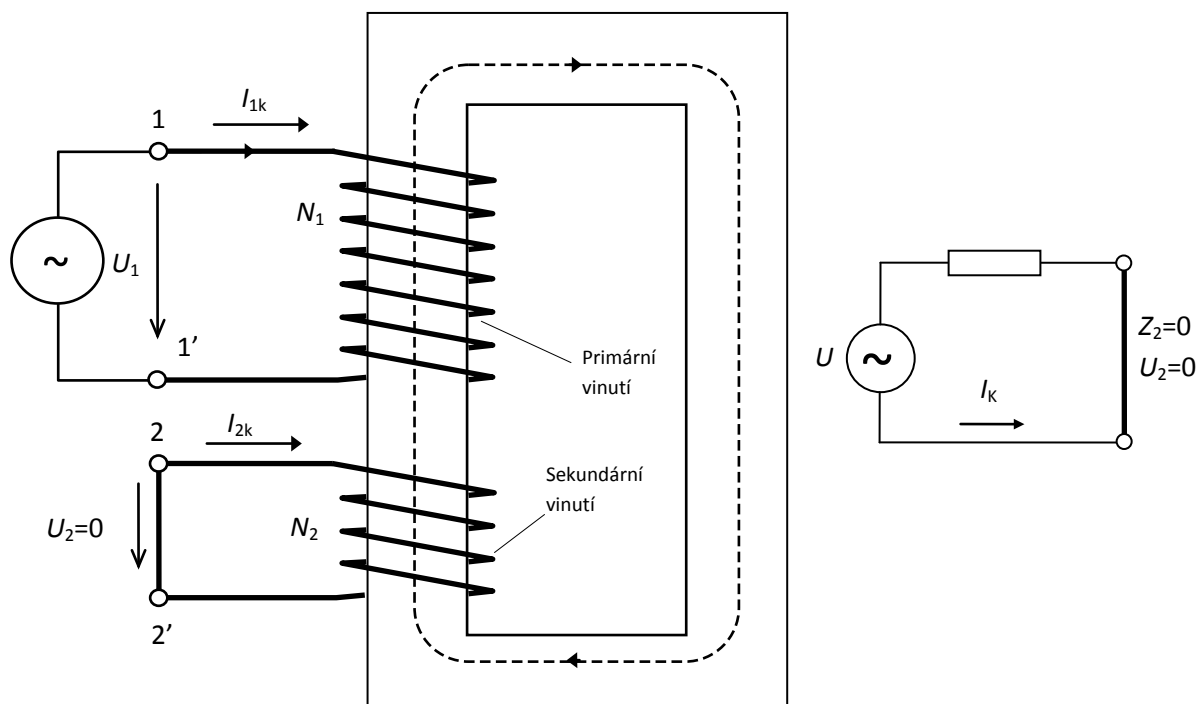 I1k
1
N1
~
U1
1’
Primární
vinutí
2
I2k
Sekundární
vinutí
U2=0
N2
2’
U
~
Z2=0
U2=0
IK